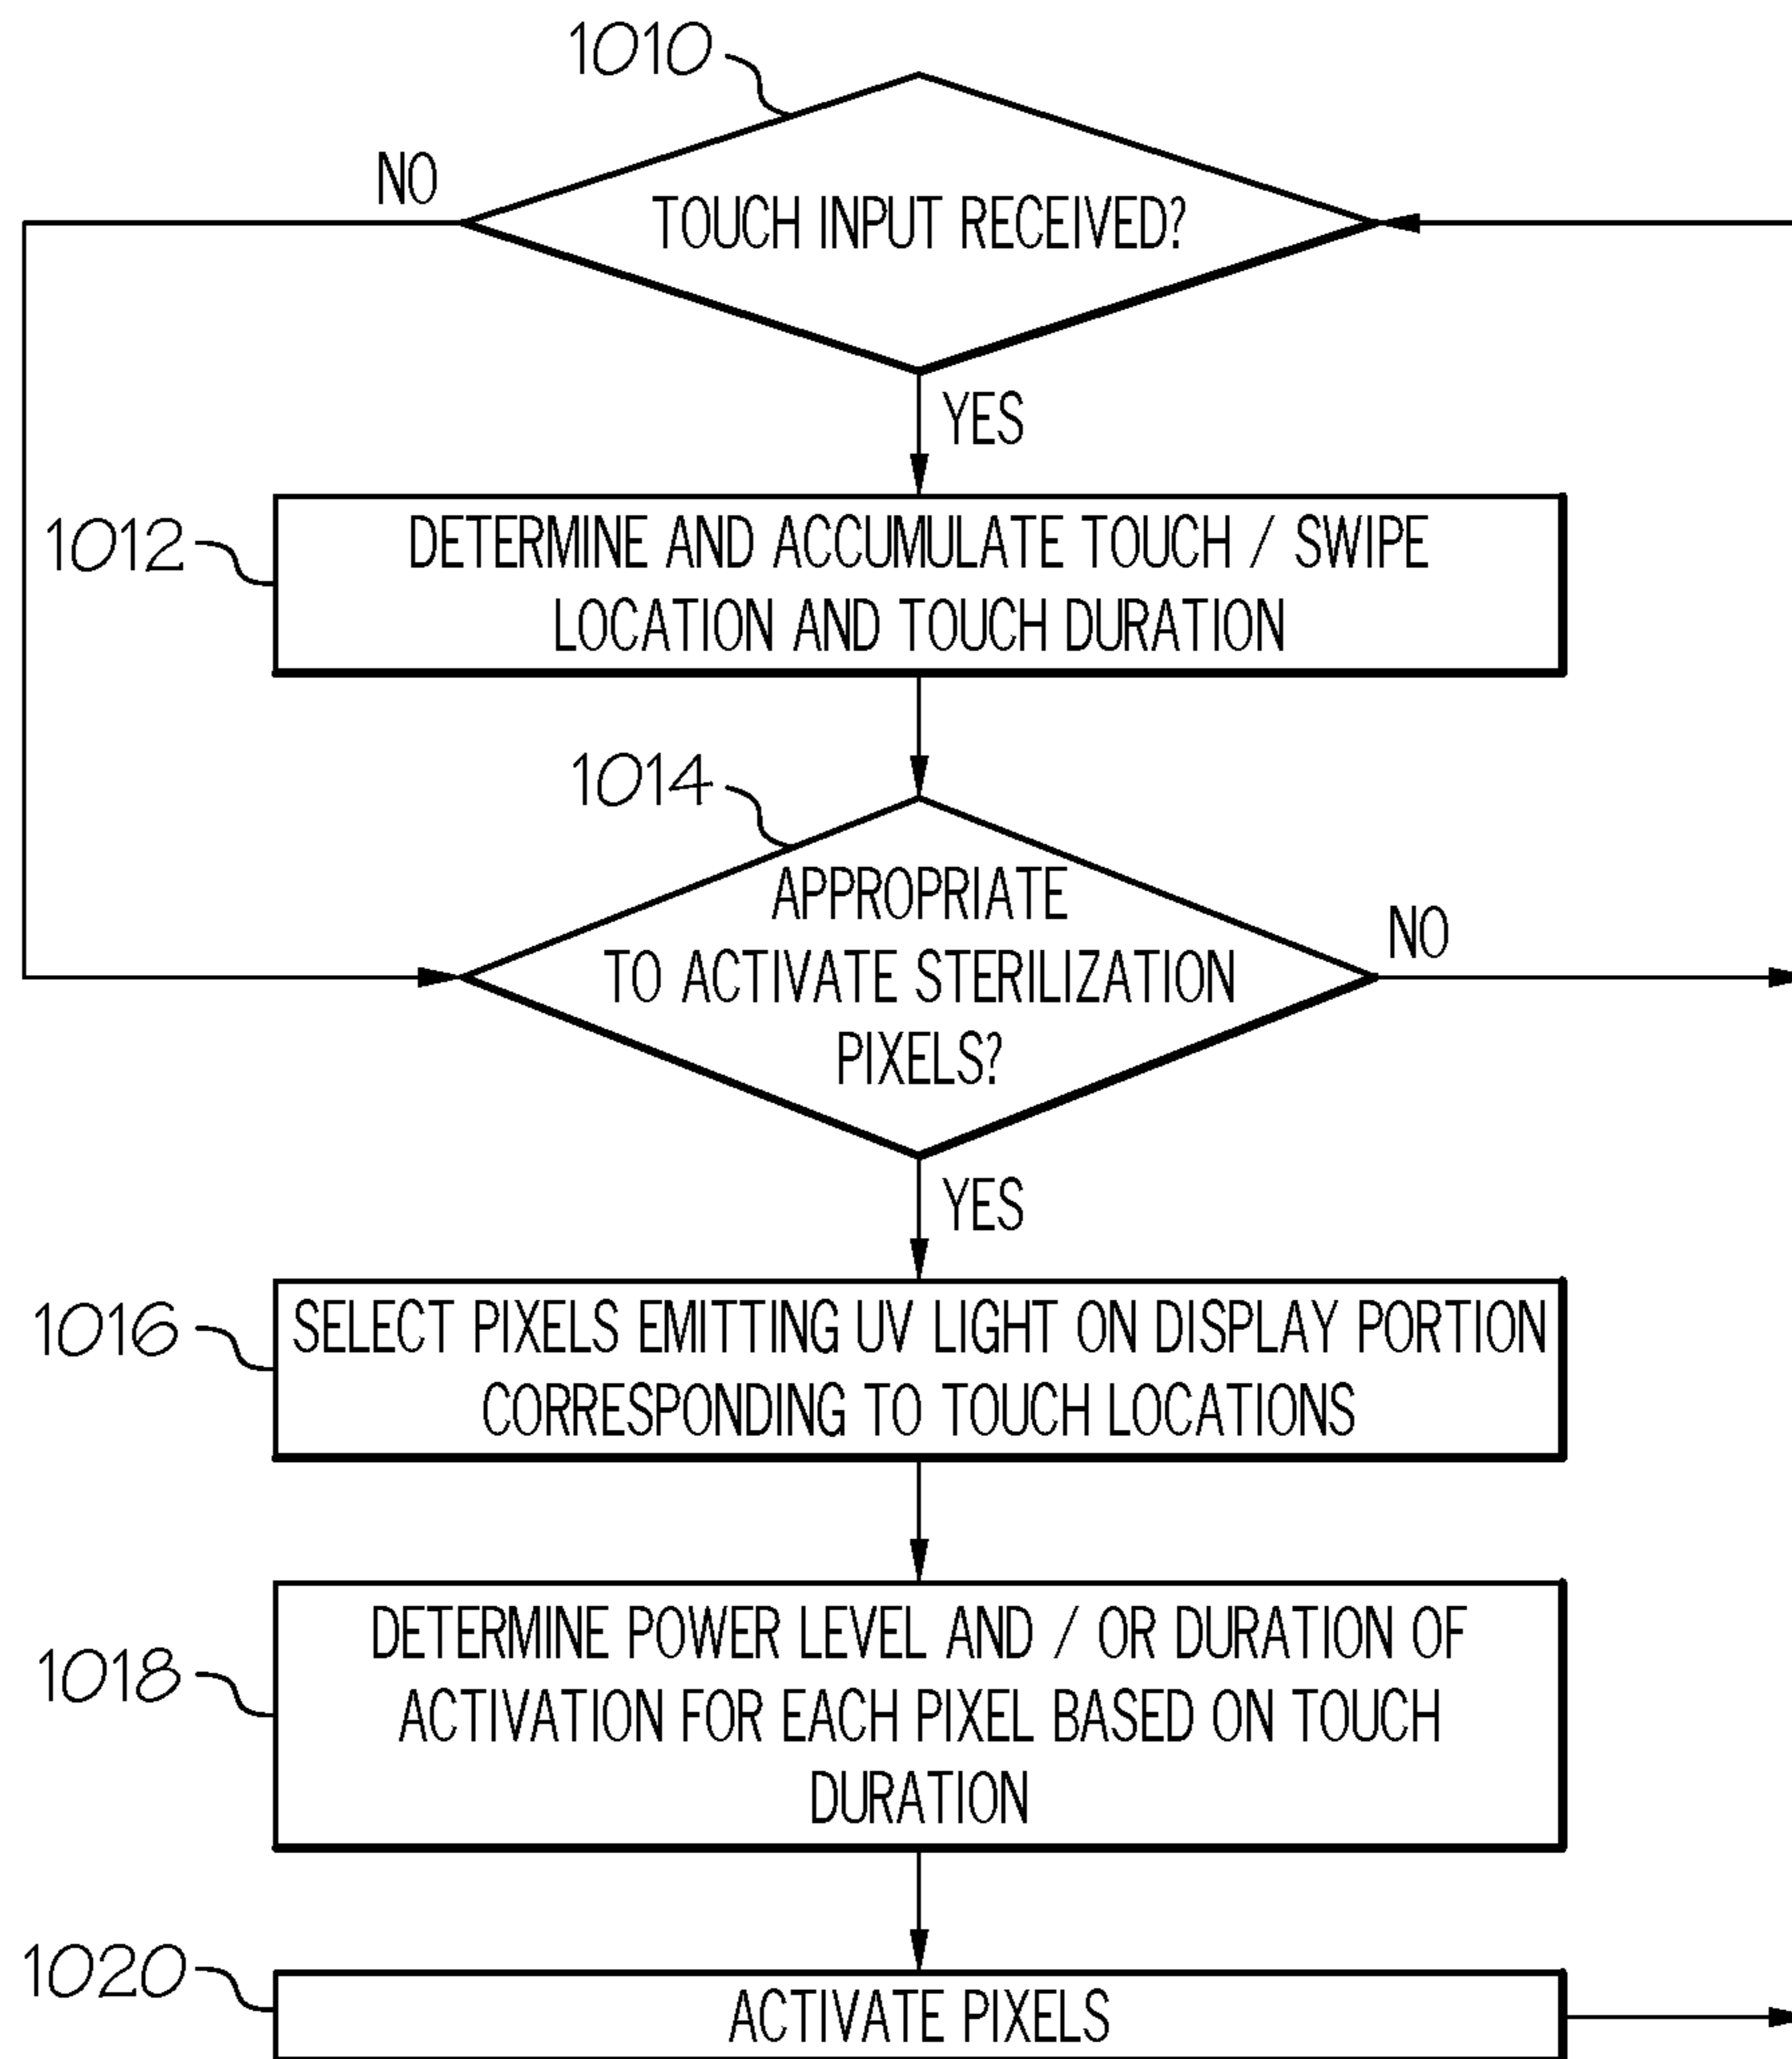 1010
NO
TOUCH INPUT RECEIVED?
YES
1012
DETERMINE AND ACCUMULATE TOUCH / SWIPE
LOCATION AND TOUCH DURATION
1014
APPROPRIATE
TO ACTIVATE STERILIZATION
PIXELS?
NO
YES
1016
SELECT PIXELS EMITTING UV LIGHT ON DISPLAY PORTION
CORRESPONDING TO TOUCH LOCATIONS
1018
DETERMINE POWER LEVEL AND / OR DURATION OF
ACTIVATION FOR EACH PIXEL BASED ON TOUCH
DURATION
1020
ACTIVATE PIXELS